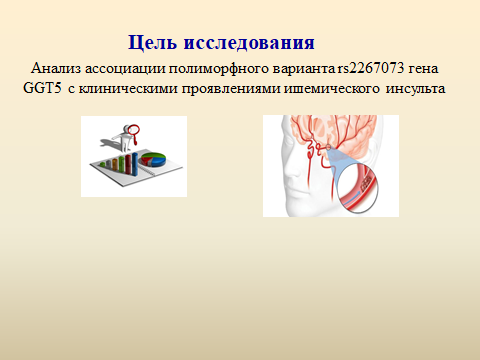 Цель исследования
Анализ ассоциации полиморфного варианта rs2267073 гена
GGT5 с клиническими проявлениями ишемического инсульта